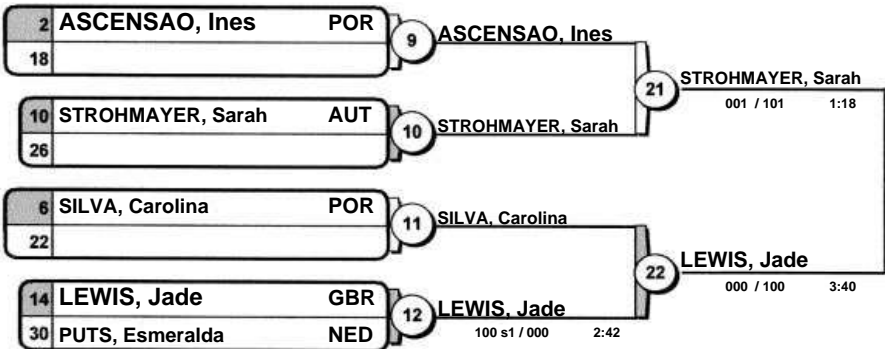 2 ASCENSAO, Ines POR
18
9
ASCENSAO, Ines
10 STROHMAYER, Sarah AUT
26
10
STROHMAYER, Sarah
21
STROHMAYER, Sarah
001 / 101 1:18
6 SILVA, Carolina POR
22
11
SILVA, Carolina
14 LEWIS, Jade GBR
30 PUTS, Esmeralda NED
12
LEWIS, Jade
100 s1 / 000 2:42
22
LEWIS, Jade
000 / 100 3:40